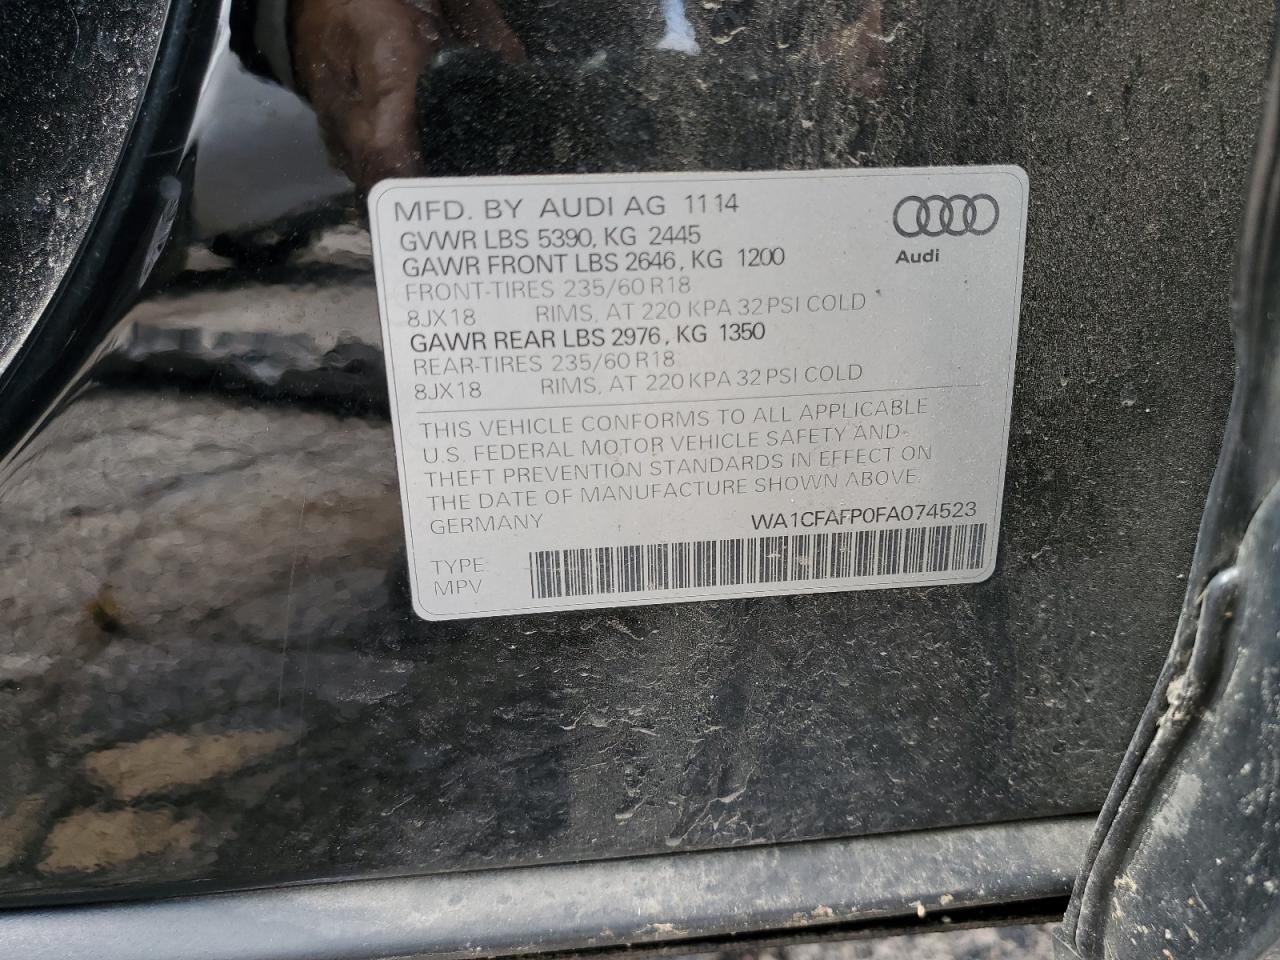 MFD. BY AUDI AG 11 14
GVWR LBS 5390, KG 2445
GAWR FRONT LBS 2646, KG 1200
FRONT-TIRES 235/60 R18
8JX18 RIMS, AT 220 KPA 32 PSI COLD
GAWR REAR LBS 2976, KG 1350
REAR-TIRES 235/60 R18
8JX18 RIMS, AT 220 KPA 32 PSI COLD
Audi
THIS VEHICLE CONFORMS TO ALL APPLICABLE
U.S. FEDERAL MOTOR VEHICLE SAFETY AND
THEFT PREVENTION STANDARDS IN EFFECT ON
THE DATE OF MANUFACTURE SHOWN ABOVE.
GERMANY WA1CFAFP0FA074523
TYPE
MPV